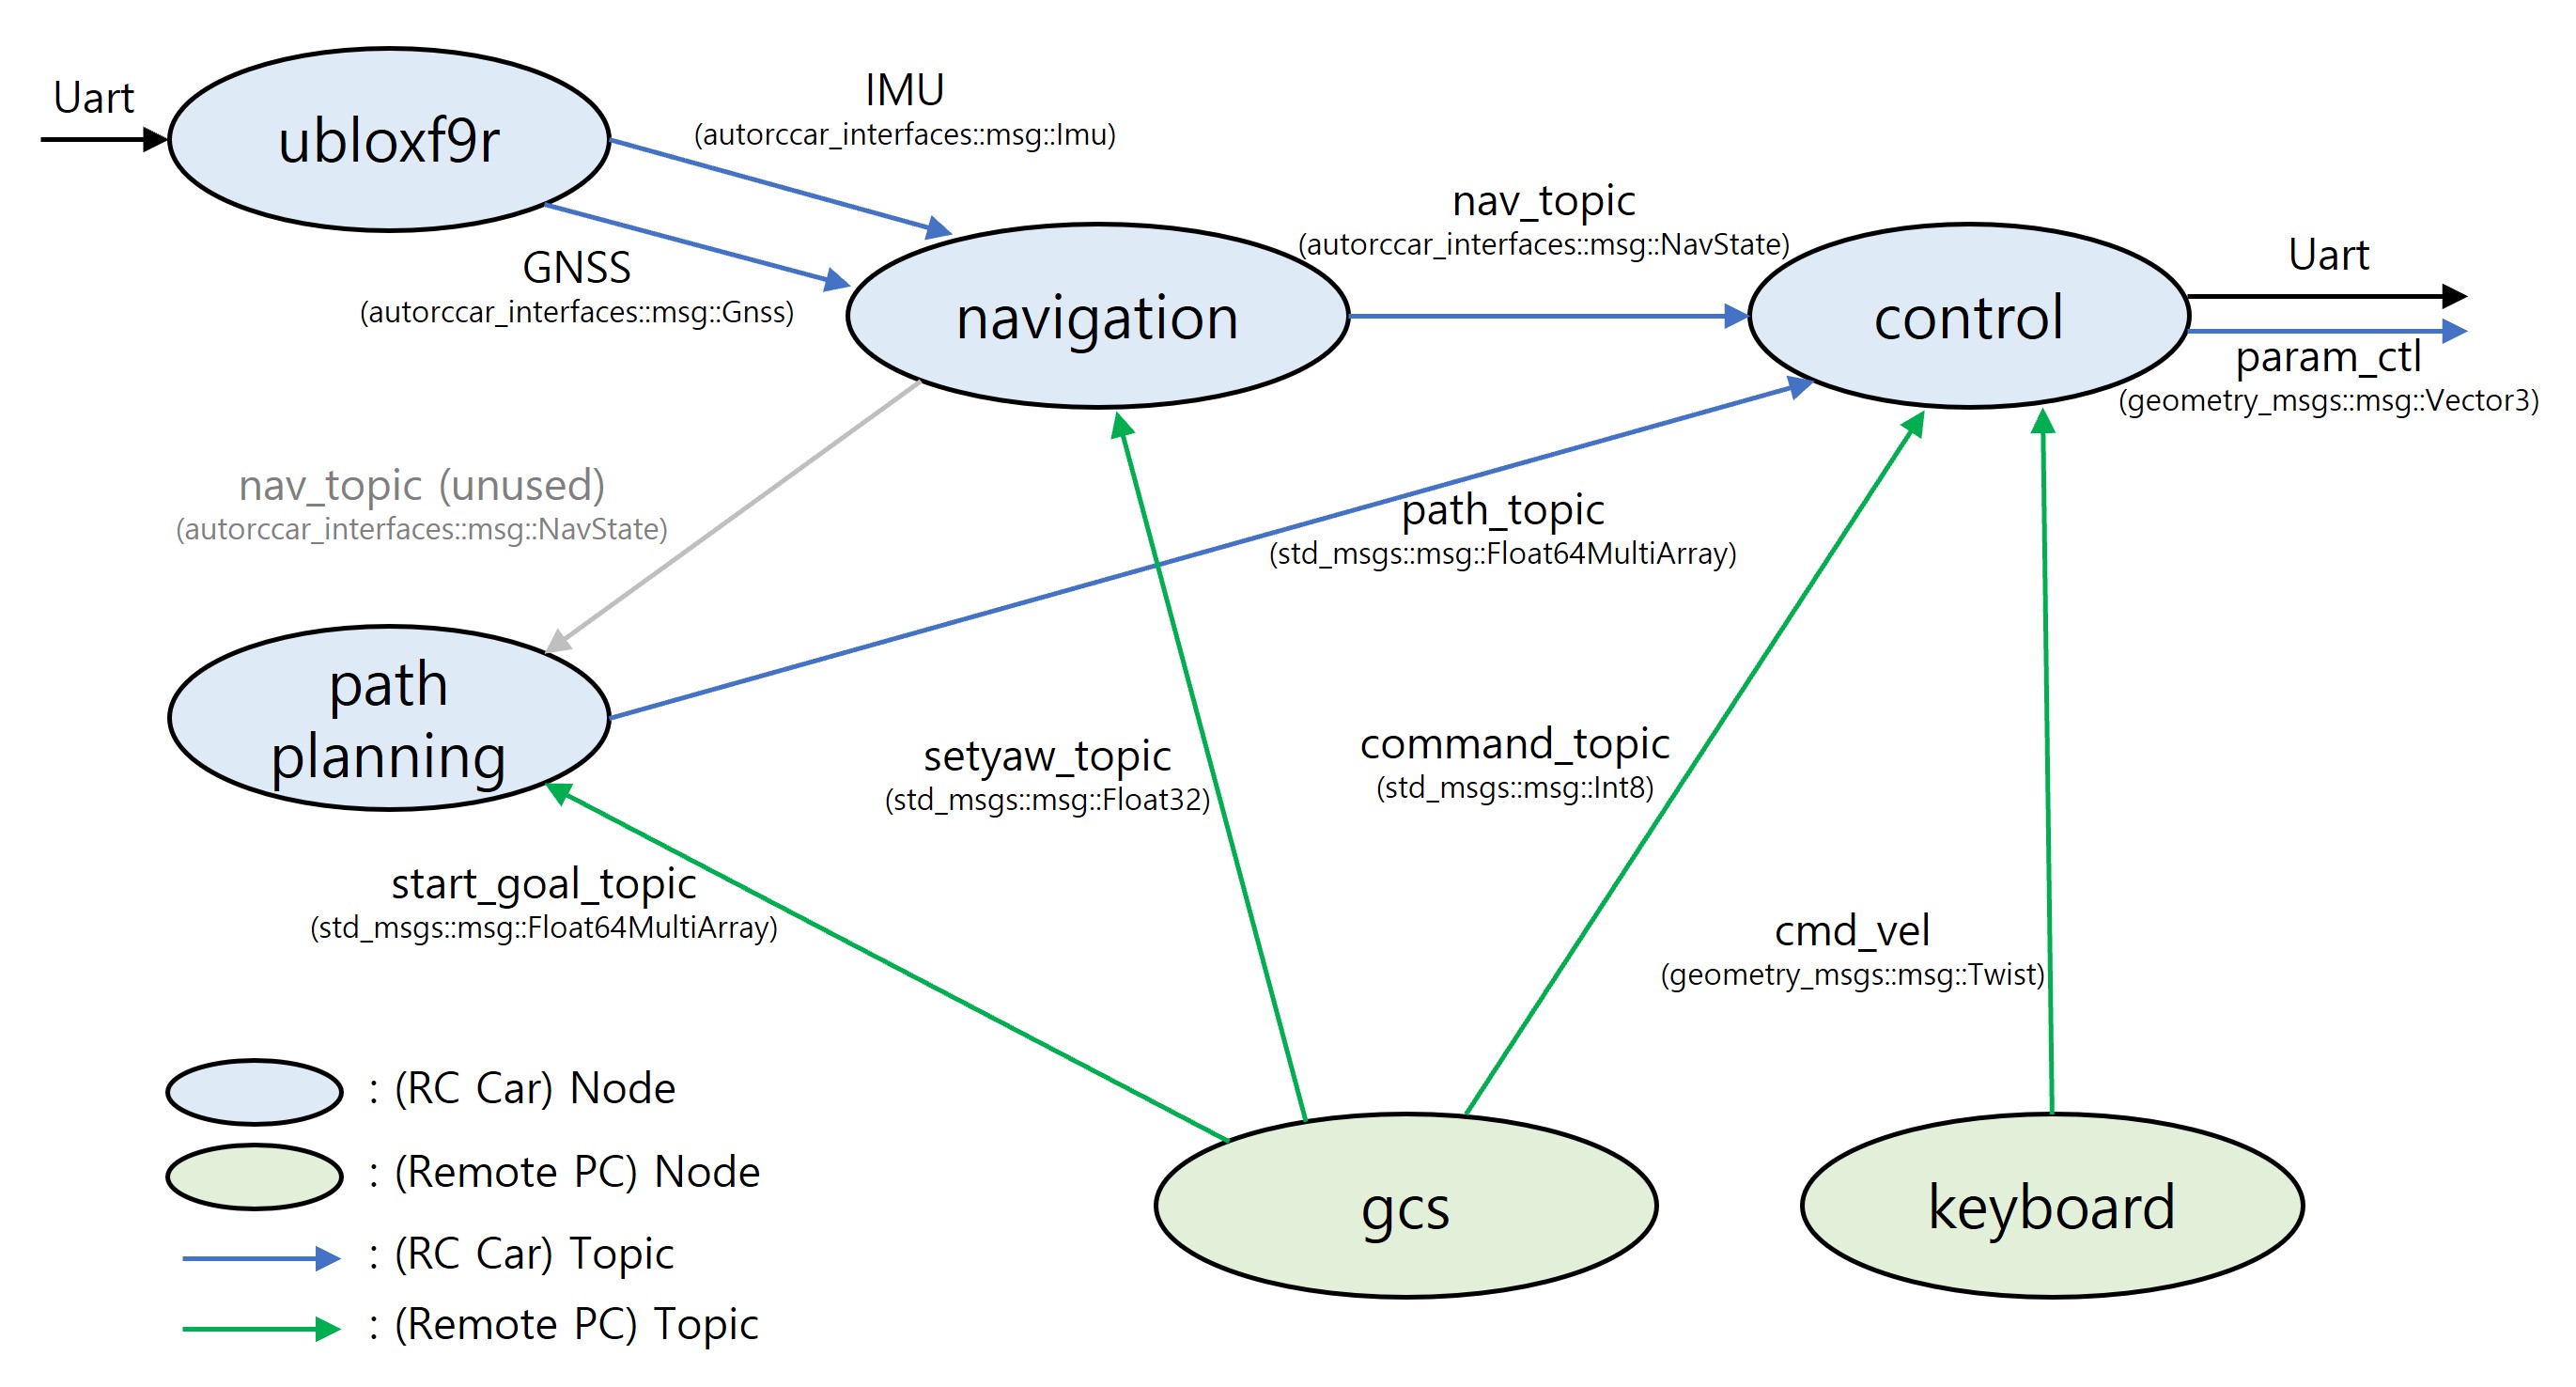 Uart
ubloxf9r
IMU
(autorccar_interfaces::msg::Imu)
GNSS
(autorccar_interfaces::msg::Gnss)
navigation
nav_topic
(autorccar_interfaces::msg::NavState)
control
Uart
param_ctl
(geometry_msgs::msg::Vector3)
nav_topic (unused)
(autorccar_interfaces::msg::NavState)
path_topic
(std_msgs::msg::Float64MultiArray)
path
planning
setyaw_topic
(std_msgs::msg::Float32)
command_topic
(std_msgs::msg::Int8)
start_goal_topic
(std_msgs::msg::Float64MultiArray)
cmd_vel
(geometry_msgs::msg::Twist)
: (RC Car) Node
: (Remote PC) Node
: (RC Car) Topic
: (Remote PC) Topic
gcs
keyboard